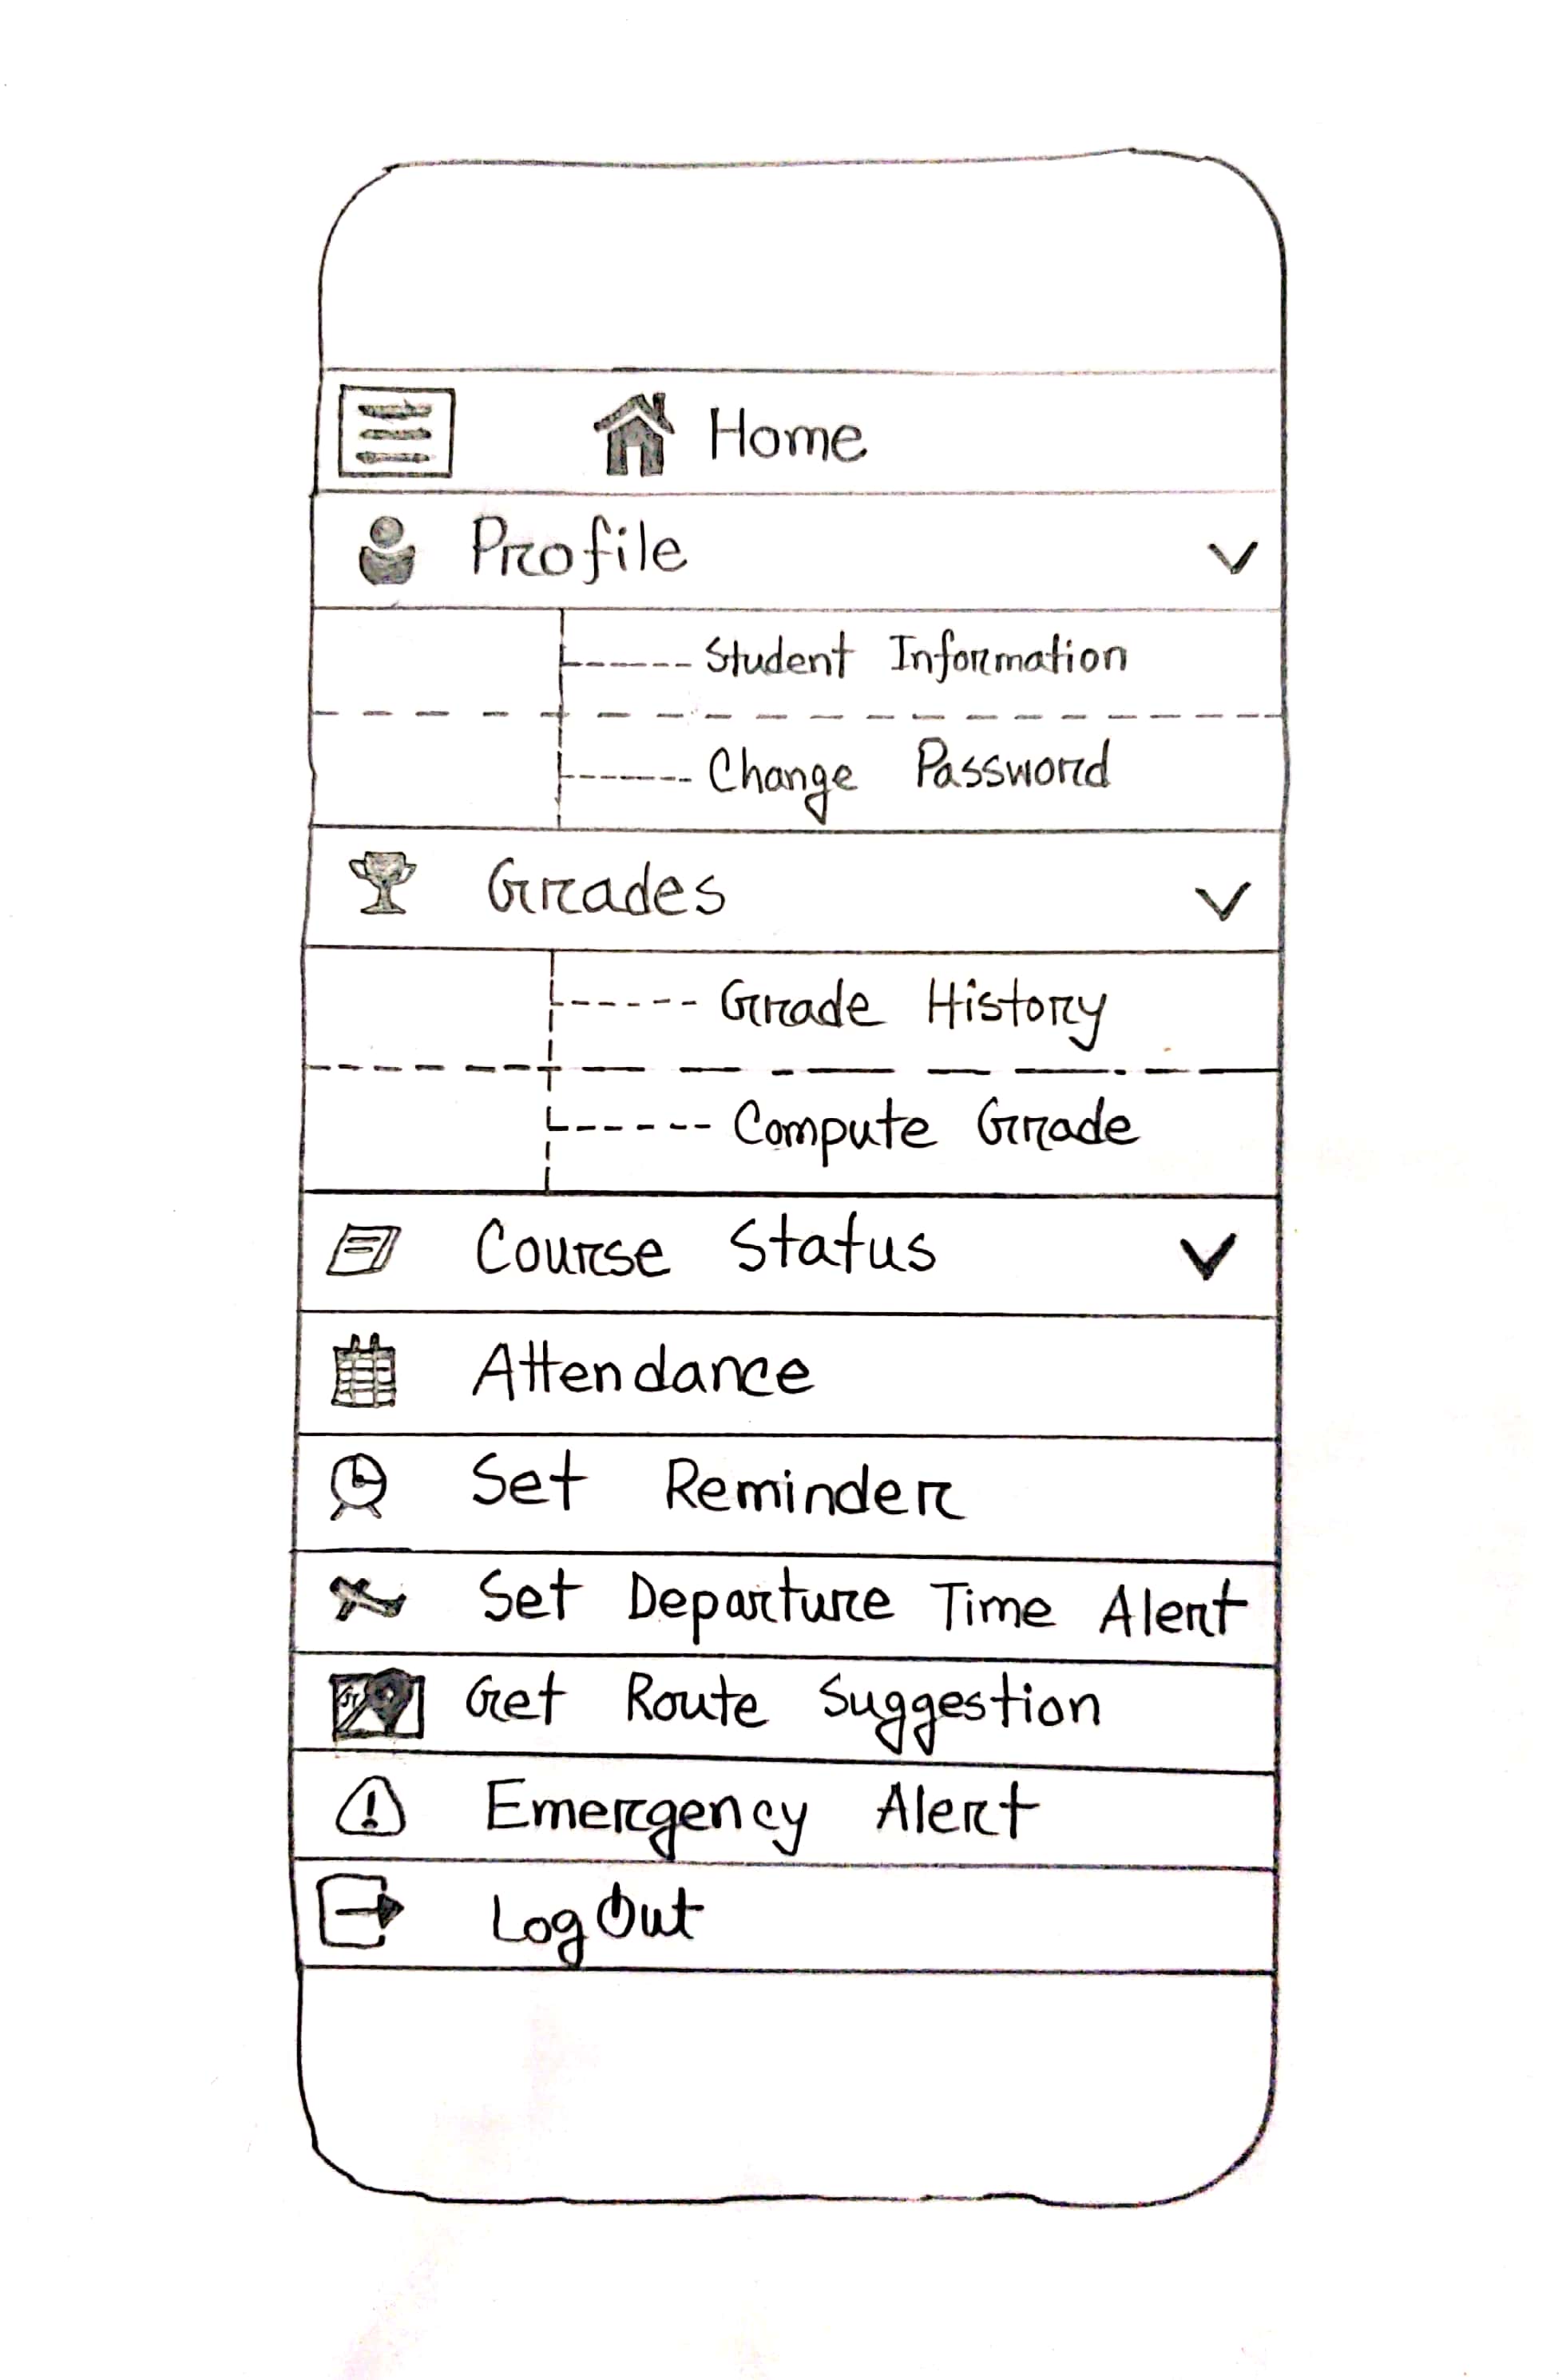 Home
Profile
Student Information
Change Password
Grades
Grade History
Compute Grade
Course Status
Attendance
Set Reminder
Set Departure Time Alert
Get Route Suggestion
Emergency Alert
Log Out